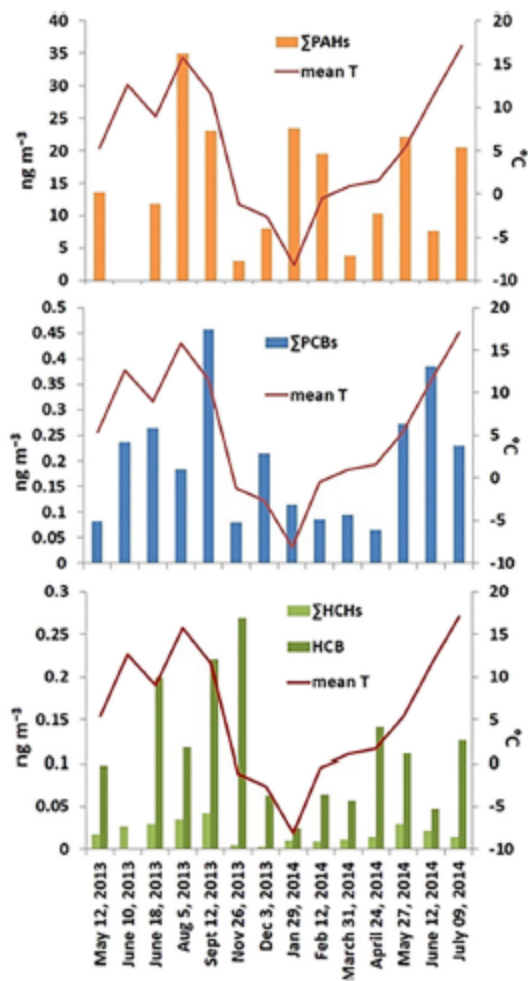 40
35
30
25
20
15
10
5
0
ng m⁻³
∑PAHs
mean T
20
15
10
5
0
-5
-10
°C
0.5
0.45
0.4
0.35
0.3
0.25
0.2
0.15
0.1
0.05
0
ng m⁻³
∑PCBs
mean T
20
15
10
5
0
-5
-10
°C
0.3
0.25
0.2
0.15
0.1
0.05
0
ng m⁻³
∑HCHs
HCB
mean T
20
15
10
5
0
-5
-10
°C
May 12, 2013
June 10, 2013
June 18, 2013
Aug 5, 2013
Sept 12, 2013
Nov 26, 2013
Dec 3, 2013
Jan 29, 2014
Feb 12, 2014
March 31, 2014
April 24, 2014
May 27, 2014
June 12, 2014
July 09, 2014